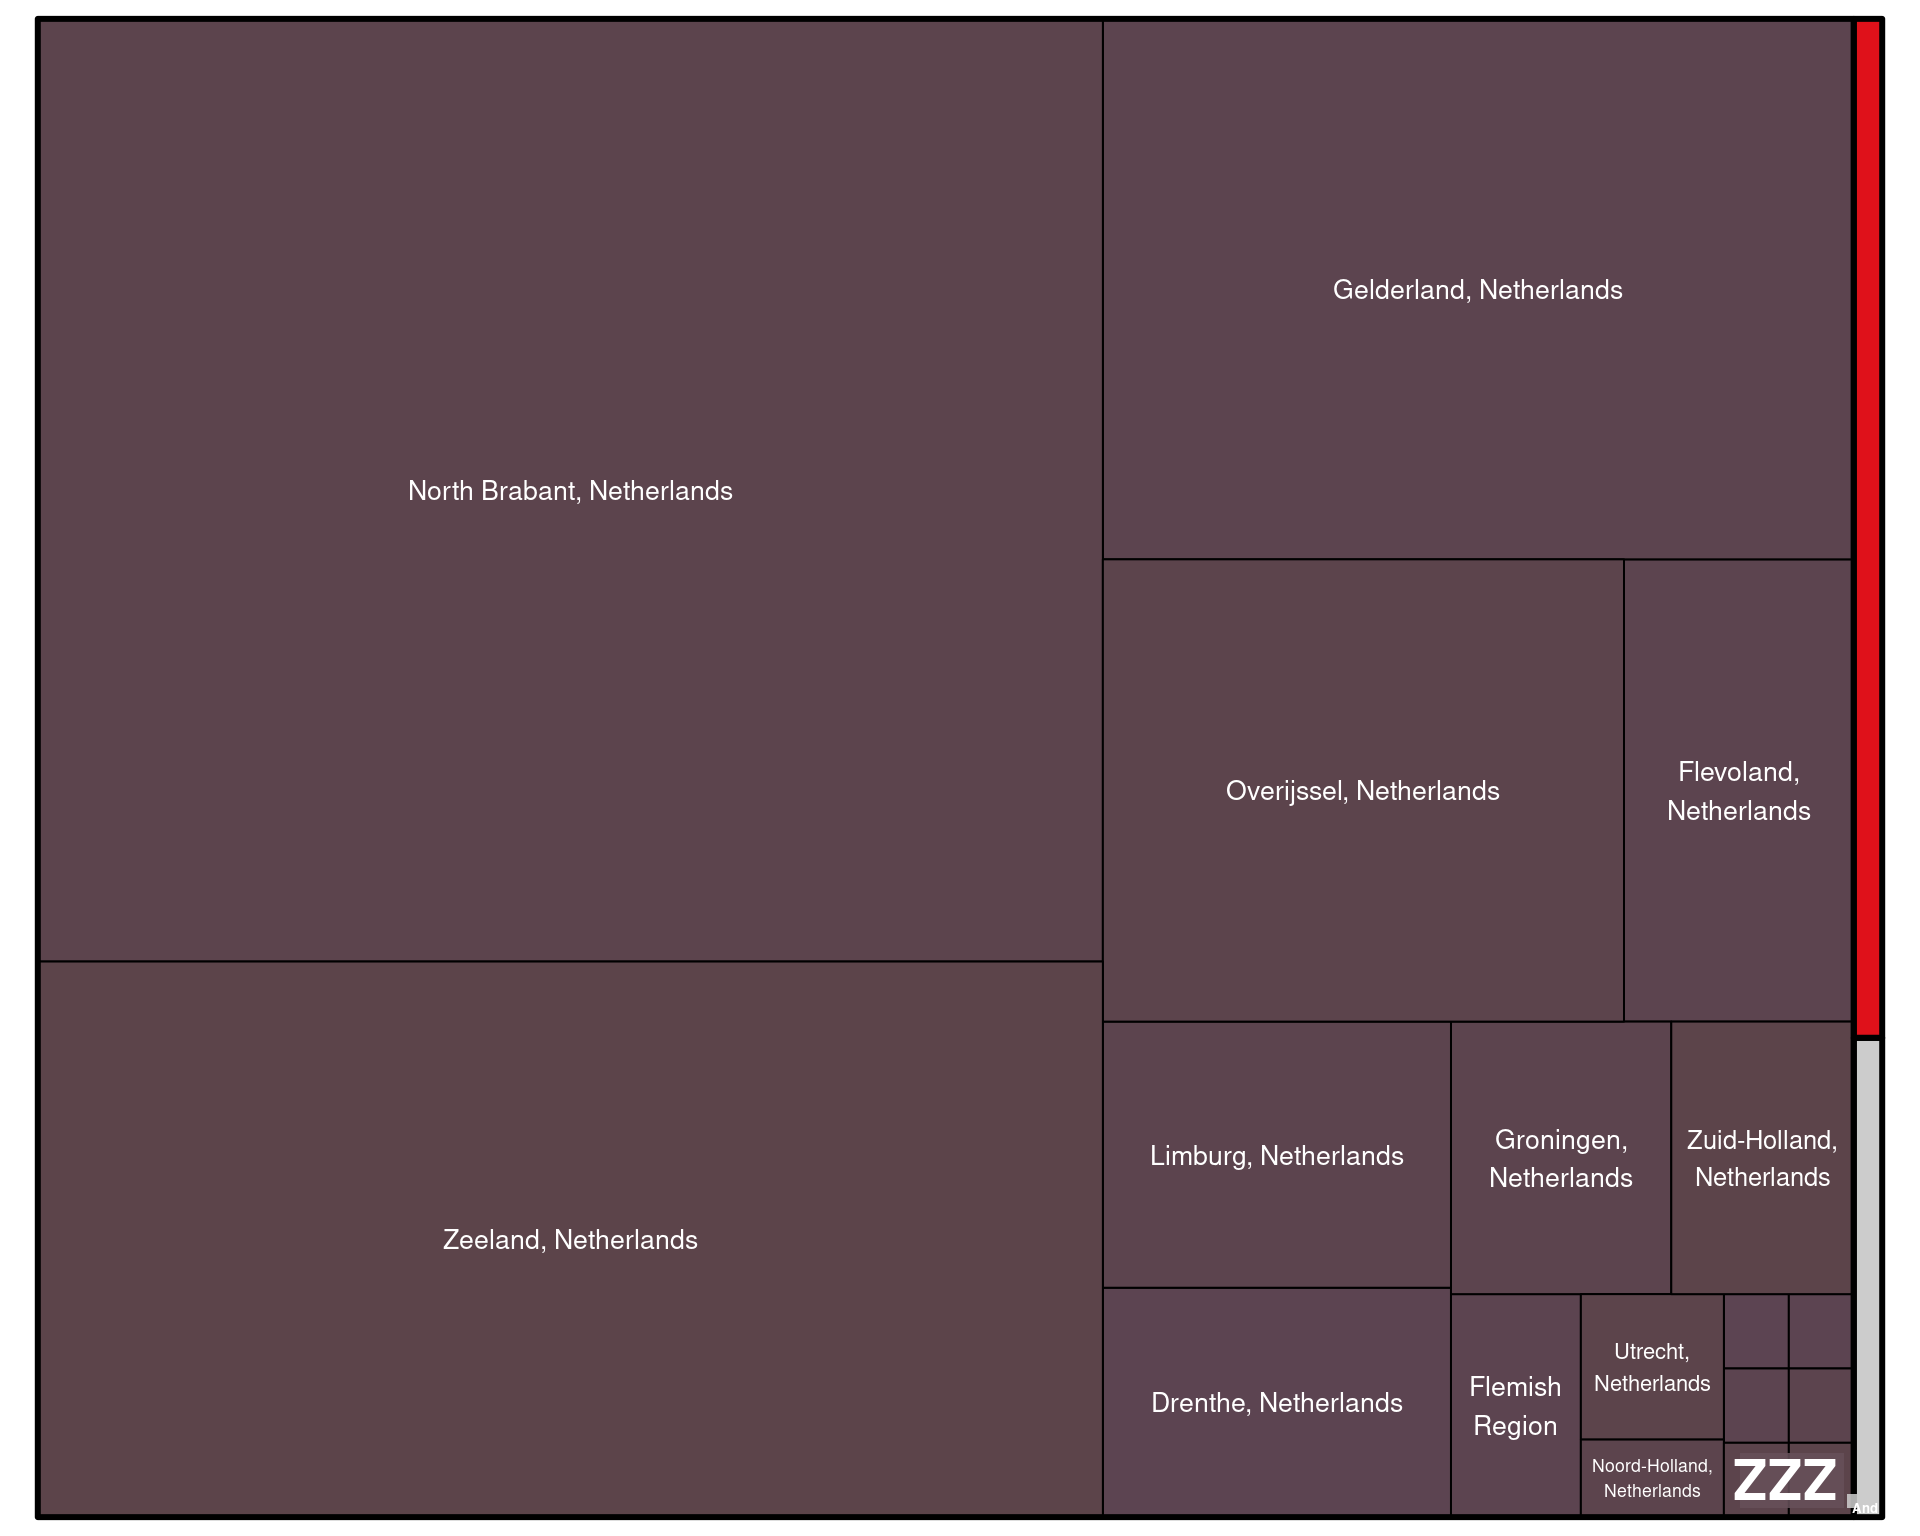 North Brabant, Netherlands
Zeeland, Netherlands
Gelderland, Netherlands
Overijssel, Netherlands
Flevoland,
Netherlands
Limburg, Netherlands
Groningen,
Netherlands
Zuid-Holland,
Netherlands
Drenthe, Netherlands
Flemish
Region
Utrecht,
Netherlands
Noord-Holland,
Netherlands
ZZZ
And